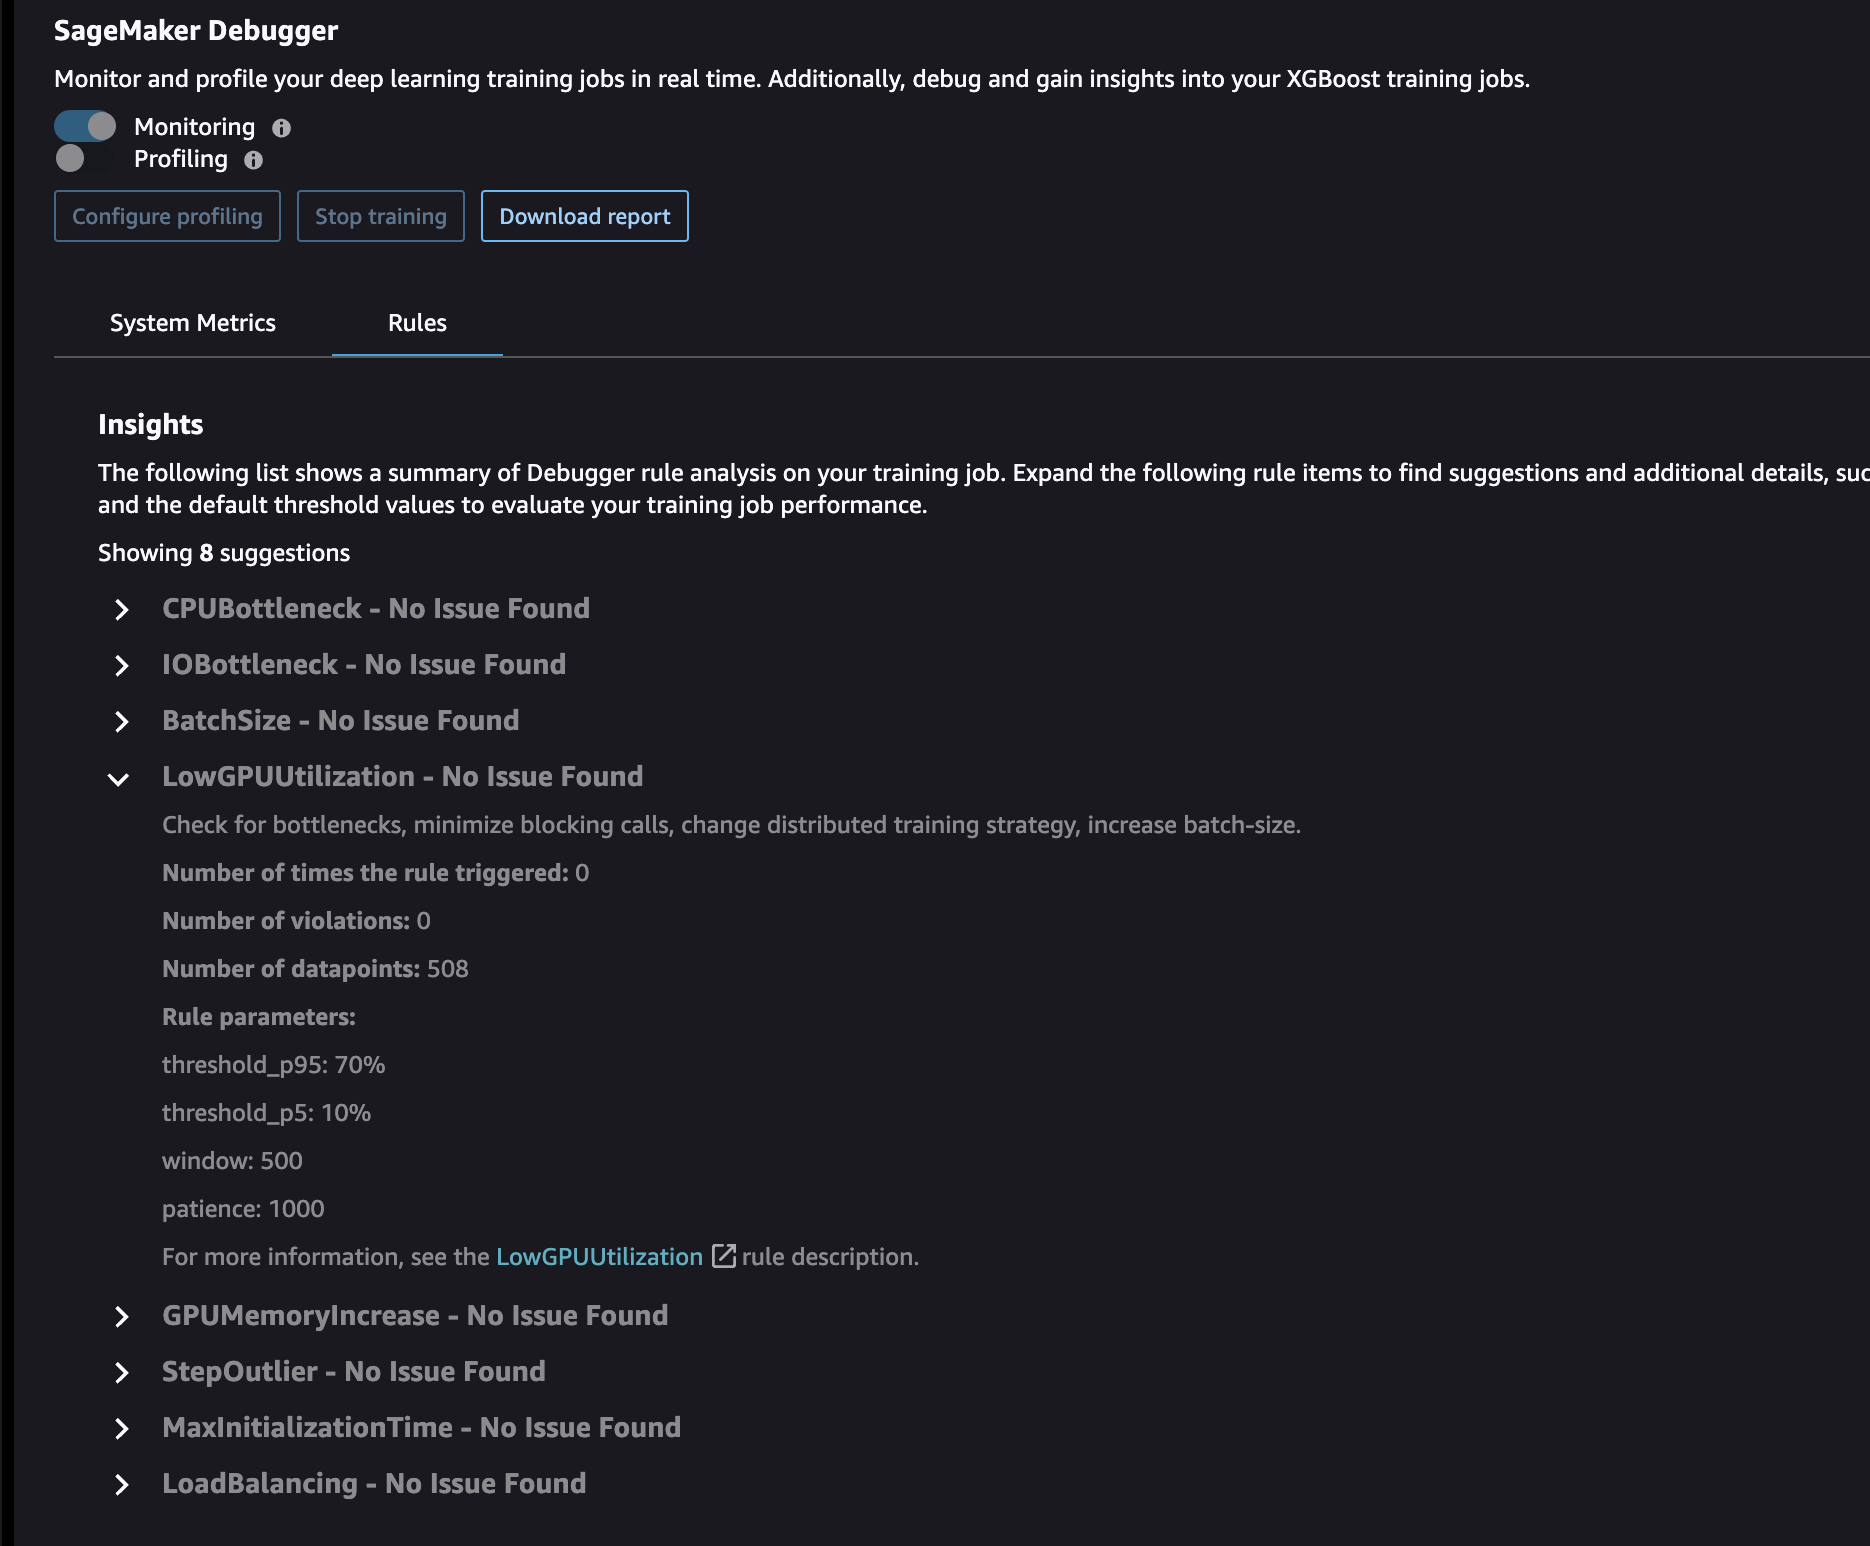 SageMaker Debugger
Monitor and profile your deep learning training jobs in real time. Additionally, debug and gain insights into your XGBoost training jobs.
Monitoring
Profiling
Configure profiling
Stop training
Download report
System Metrics
Rules
Insights
The following list shows a summary of Debugger rule analysis on your training job. Expand the following rule items to find suggestions and additional details,
and the default threshold values to evaluate your training job performance.
Showing 8 suggestions
CPUBottleneck - No Issue Found
IOBottleneck - No Issue Found
BatchSize - No Issue Found
LowGPUUtilization - No Issue Found
Check for bottlenecks, minimize blocking calls, change distributed training strategy, increase batch-size.
Number of times the rule triggered: 0
Number of violations: 0
Number of datapoints: 508
Rule parameters:
threshold_p95: 70%
threshold_p5: 10%
window: 500
patience: 1000
For more information, see the LowGPUUtilization rule description.
GPUMemoryIncrease - No Issue Found
StepOutlier - No Issue Found
MaxInitializationTime - No Issue Found
LoadBalancing - No Issue Found